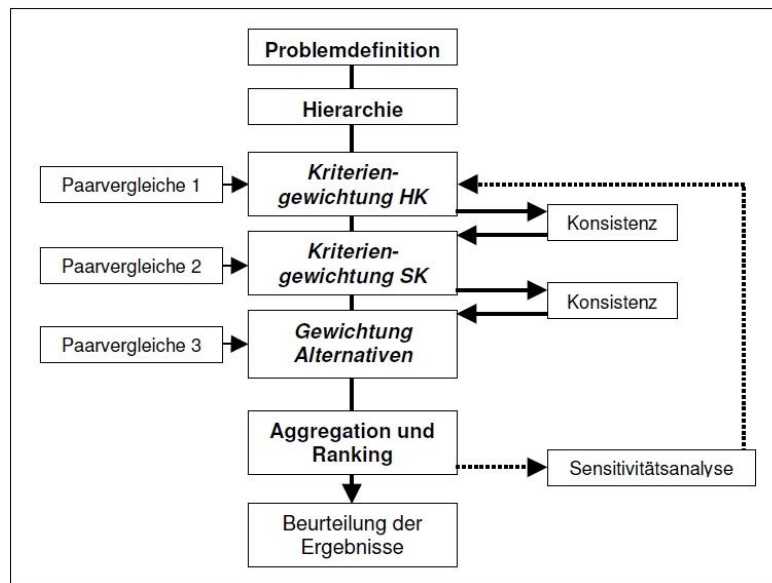 Problemdefinition
Hierarchie
Paarvergleiche 1
Kriterien-
gewichtung HK
Konsistenz
Paarvergleiche 2
Kriterien-
gewichtung SK
Konsistenz
Paarvergleiche 3
Gewichtung
Alternativen
Aggregation und
Ranking
Sensitivitätsanalyse
Beurteilung der
Ergebnisse